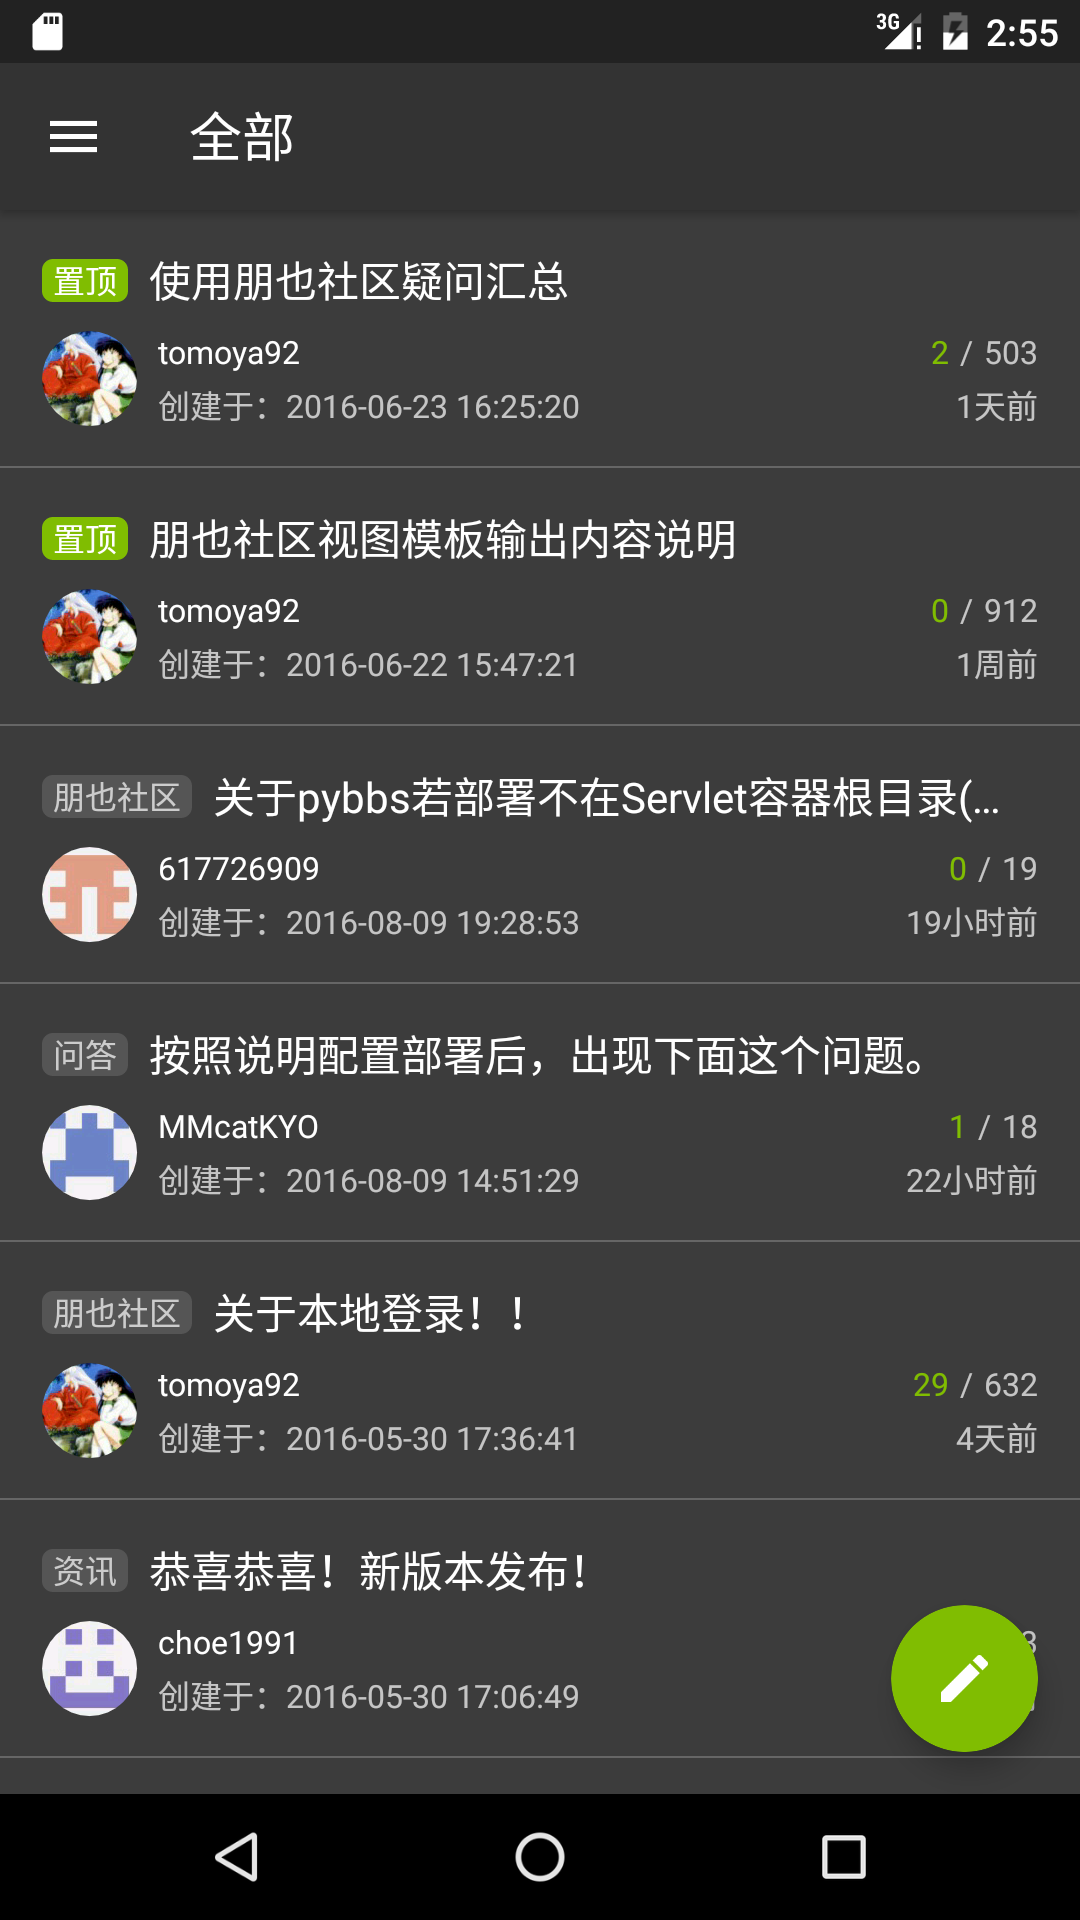 3G 2:55
全部
置顶 使用朋也社区疑问汇总
tomoya92 2 / 503
创建于：2016-06-23 16:25:20 1天前
置顶 朋也社区视图模板输出内容说明
tomoya92 0 / 912
创建于：2016-06-22 15:47:21 1周前
朋也社区 关于pybbs若部署不在Servlet容器根目录(...
617726909 0 / 19
创建于：2016-08-09 19:28:53 19小时前
问答 按照说明配置部署后，出现下面这个问题。
MMcatKYO 1 / 18
创建于：2016-08-09 14:51:29 22小时前
朋也社区 关于本地登录！！
tomoya92 29 / 632
创建于：2016-05-30 17:36:41 4天前
资讯 恭喜恭喜！新版本发布！
choe1991
创建于：2016-05-30 17:06:49